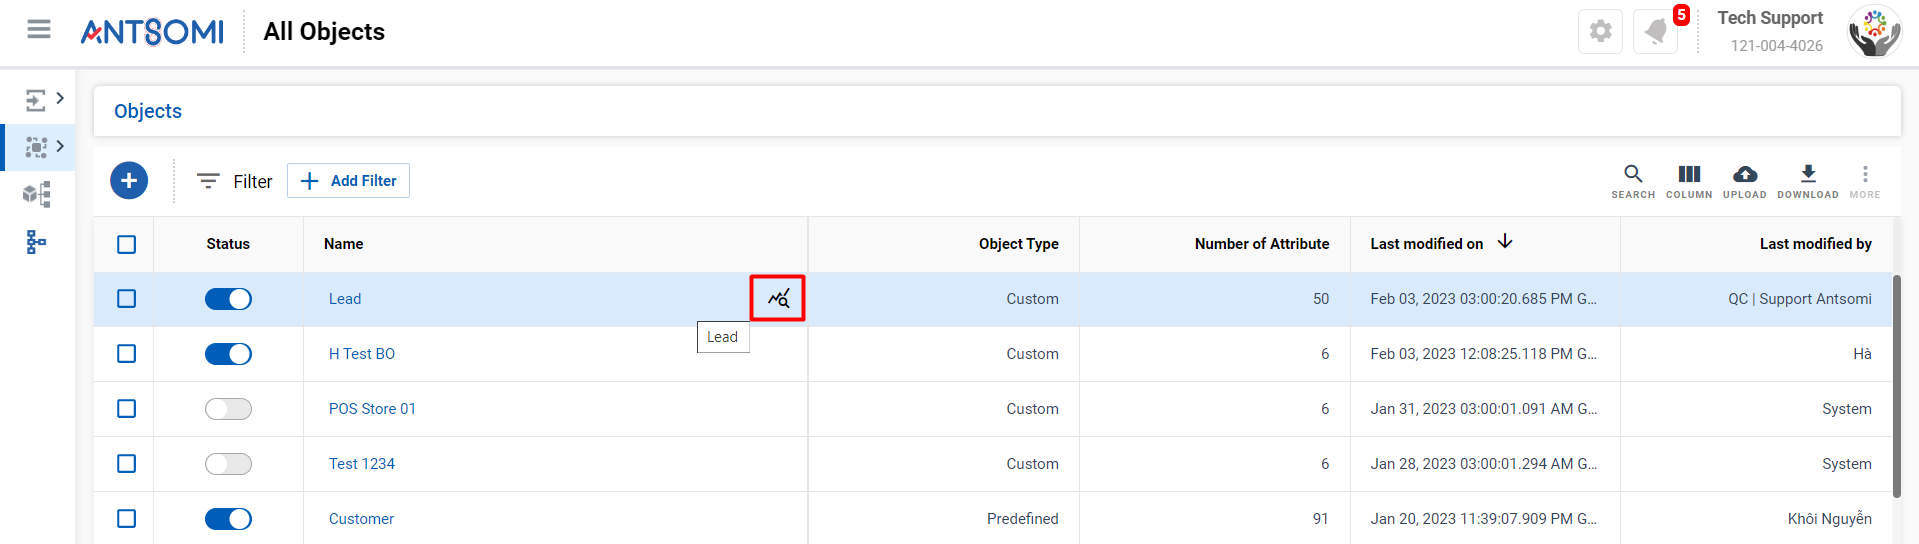 ANTSOMI
All Objects
5
Tech Support
121-004-4026
Objects
Filter
Add Filter
SEARCH
COLUMN
UPLOAD
DOWNLOAD
MORE
Status Name Object Type Number of Attribute Last modified on Last modified by
Lead Custom 50 Feb 03, 2023 03:00:20.685 PM G... QC | Support Antsomi
Lead
H Test BO Custom 6 Feb 03, 2023 12:08:25.118 PM G... Hà
POS Store 01 Custom 6 Jan 31, 2023 03:00:01.091 AM G... System
Test 1234 Custom 6 Jan 28, 2023 03:00:01.294 AM G... System
Customer Predefined 91 Jan 20, 2023 11:39:07.909 PM G... Khôi Nguyễn